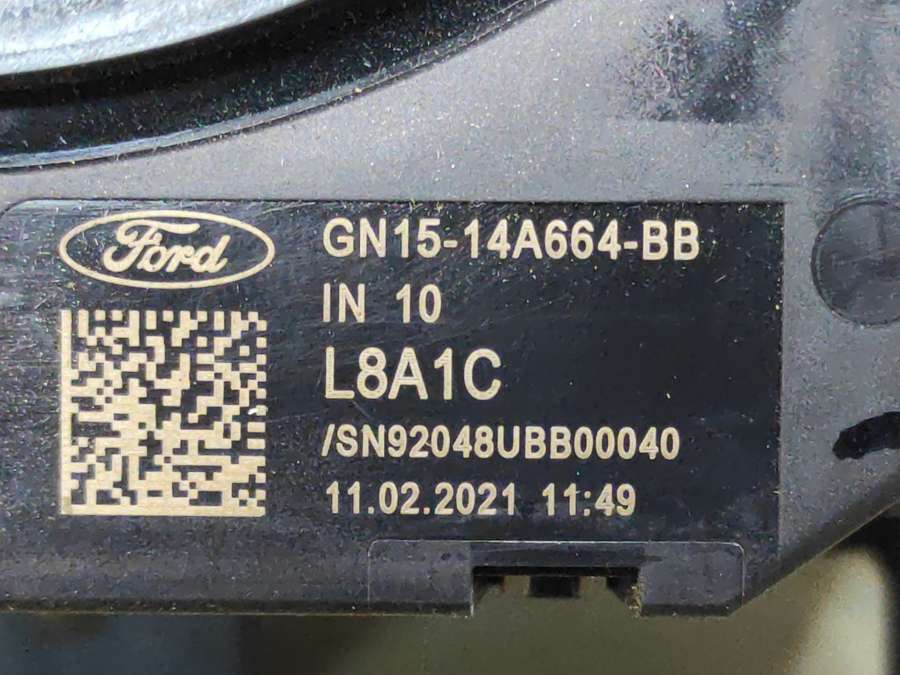 Ford
GN15-14A664-BB
IN 10
L8A1C
/SN92048UBB00040
11.02.2021 11:49